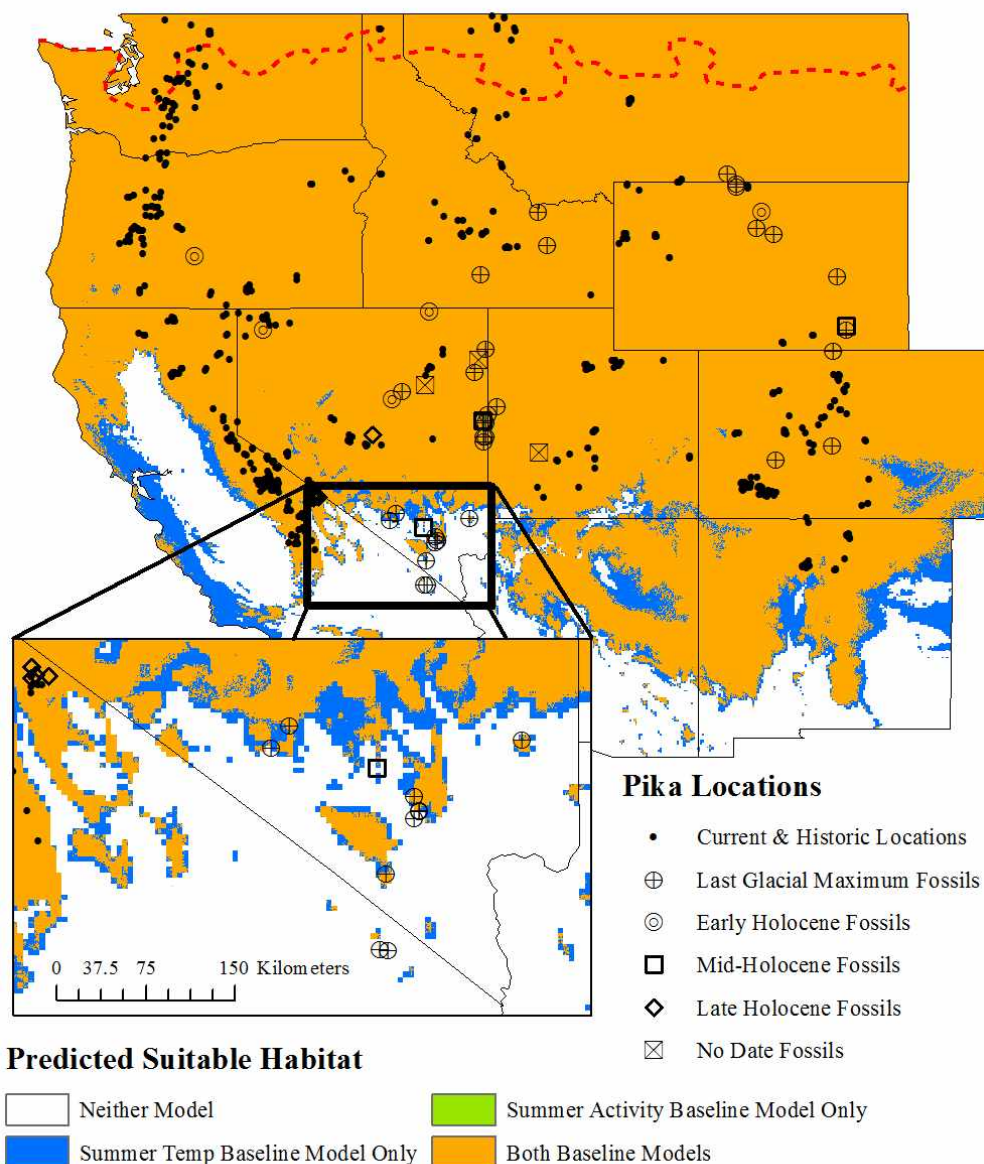 Pika Locations
Current & Historic Locations
Last Glacial Maximum Fossils
Early Holocene Fossils
Mid-Holocene Fossils
Late Holocene Fossils
No Date Fossils
0 37.5 75 150 Kilometers
Predicted Suitable Habitat
Neither Model
Summer Activity Baseline Model Only
Summer Temp Baseline Model Only
Both Baseline Models